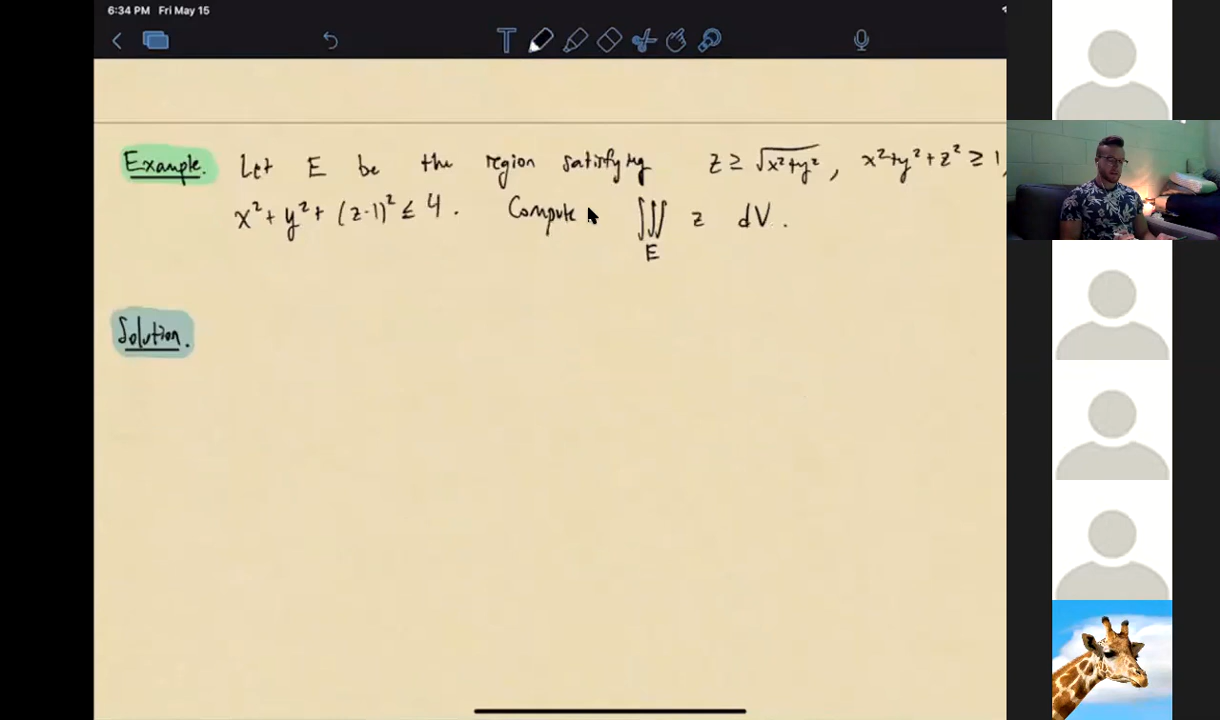 6:34 PM Fri May 15
T
Example. Let E be the region satisfying z ≥ √x²+y² , x²+y²+z² ≥ 1,
x²+y²+(z-1)² ≤ 4. Compute ∭ z dV.
E
Solution.